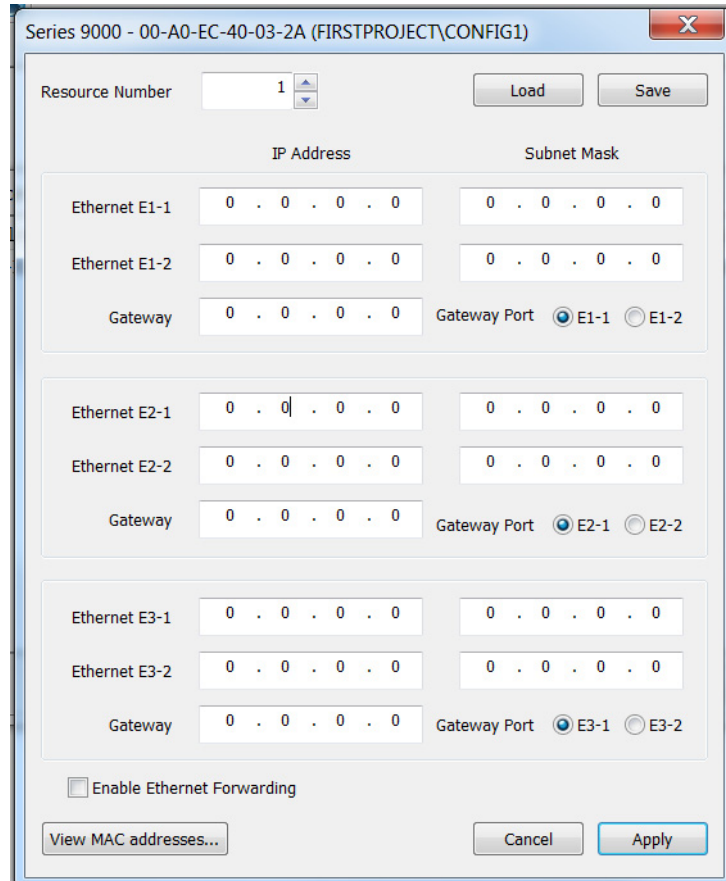 Series 9000 - 00-A0-EC-40-03-2A (FIRSTPROJECT\CONFIG1)
Resource Number 1 Load Save
IP Address Subnet Mask
Ethernet E1-1 0 . 0 . 0 . 0 0 . 0 . 0 . 0
Ethernet E1-2 0 . 0 . 0 . 0 0 . 0 . 0 . 0
Gateway 0 . 0 . 0 . 0 Gateway Port E1-1 E1-2
Ethernet E2-1 0 . 0 . 0 . 0 0 . 0 . 0 . 0
Ethernet E2-2 0 . 0 . 0 . 0 0 . 0 . 0 . 0
Gateway 0 . 0 . 0 . 0 Gateway Port E2-1 E2-2
Ethernet E3-1 0 . 0 . 0 . 0 0 . 0 . 0 . 0
Ethernet E3-2 0 . 0 . 0 . 0 0 . 0 . 0 . 0
Gateway 0 . 0 . 0 . 0 Gateway Port E3-1 E3-2
Enable Ethernet Forwarding
View MAC addresses... Cancel Apply